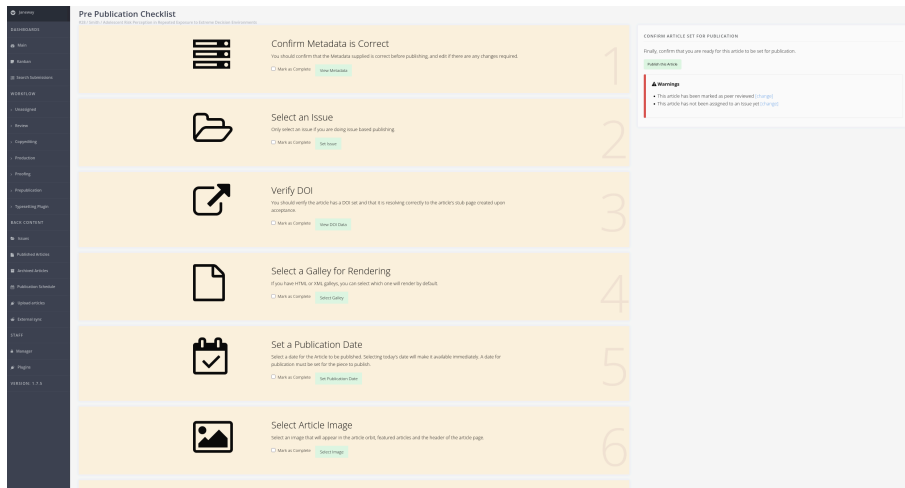 Janeway
DASHBOARDS
Main
Kanban
Search Submissions
WORKFLOW
Unassigned
Review
Copyediting
Production
Proofing
Prepublication
Typesetting Plugin
BACK CONTENT
Issues
Published Articles
Archived Articles
Publication Schedule
Upload articles
External sync
STAFF
Manager
Plugins
VERSION: 1.7.0
Pre Publication Checklist
Confirm Metadata is Correct
You should confirm that the Metadata supplied is correct before publishing, and edit if there are any changes required.
Mark as Complete View Metadata
1
Select an Issue
Only select an issue if you are doing issue based publishing.
Mark as Complete Set Issue
2
Verify DOI
You should verify the article has a DOI set and that it is resolving correctly to the article's stub page created upon
acceptance.
Mark as Complete View DOI Data
3
Select a Galley for Rendering
If you have HTML or XML galleys, you can select which one will render by default.
Mark as Complete Select Galley
4
Set a Publication Date
Select a date for the Article to be published. Selecting today's date will make it available immediately. A date for
publication must be set for the piece to publish.
Mark as Complete Set Publication Date
5
Select Article Image
Select an image that will appear in the article orbit, featured articles and the header of the article page.
Mark as Complete Select Image
6
CONFIRM ARTICLE SET FOR PUBLICATION
Finally, confirm that you are ready for this article to be set for publication.
Publish this Article
Warnings
This article has been marked as peer reviewed [change]
This article has not been assigned to an issue yet [change]